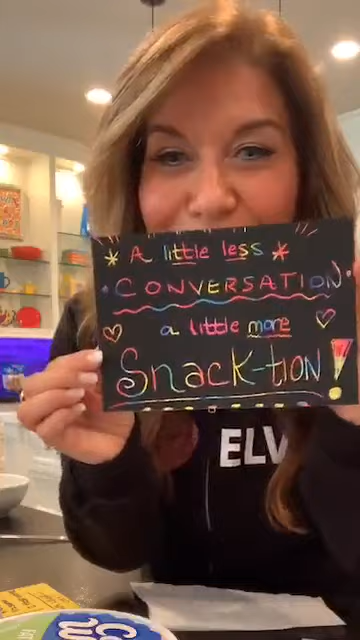 * A little less *
CONVERSATION
a little more
Snack-tion!
ELV